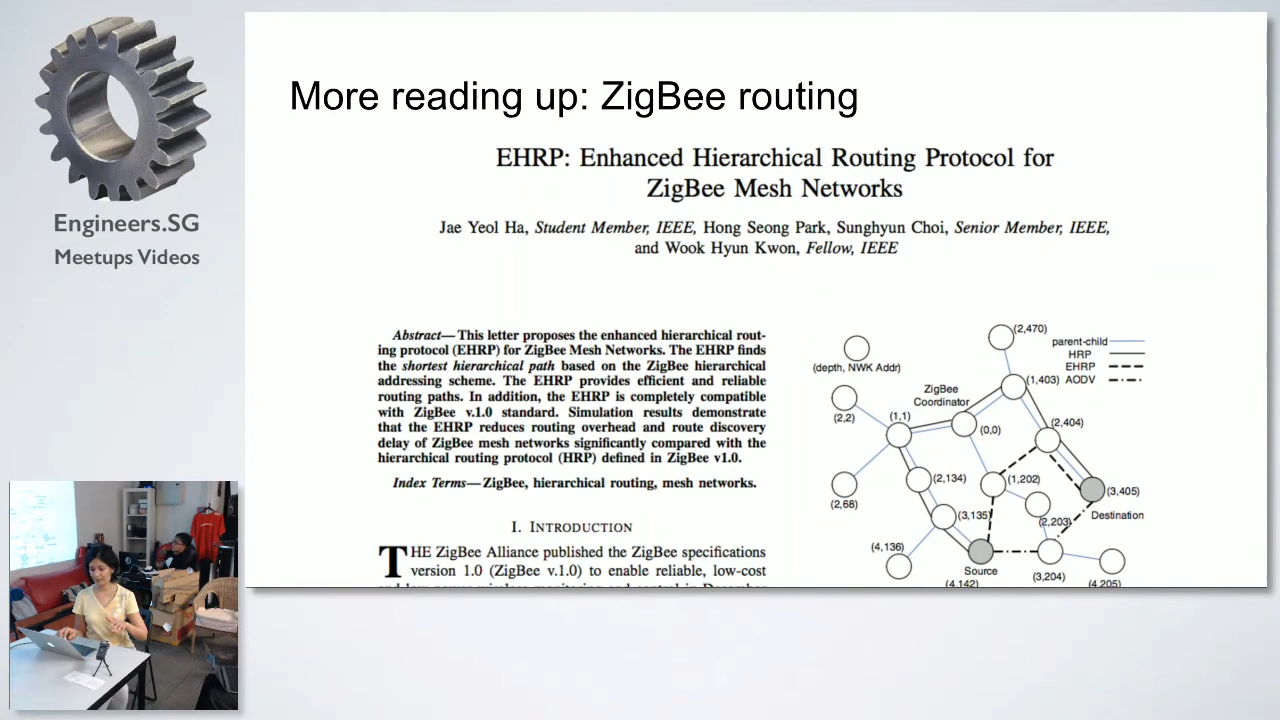 Engineers.SG
Meetups Videos
More reading up: ZigBee routing
EHRP: Enhanced Hierarchical Routing Protocol for
ZigBee Mesh Networks
Jae Yeol Ha, Student Member, IEEE, Hong Seong Park, Sunghyun Choi, Senior Member, IEEE,
and Wook Hyun Kwon, Fellow, IEEE
Abstract—This letter proposes the enhanced hierarchical rout-
ing protocol (EHRP) for ZigBee Mesh Networks. The EHRP finds
the shortest hierarchical path based on the ZigBee hierarchical
addressing scheme. The EHRP provides efficient and reliable
routing paths. In addition, the EHRP is completely compatible
with ZigBee v.1.0 standard. Simulation results demonstrate
that the EHRP reduces routing overhead and route discovery
delay of ZigBee mesh networks significantly compared with the
hierarchical routing protocol (HRP) defined in ZigBee v1.0.
Index Terms—ZigBee, hierarchical routing, mesh networks.
I. INTRODUCTION
THE ZigBee Alliance published the ZigBee specifications
version 1.0 (ZigBee v.1.0) to enable reliable, low-cost
(2,470)
parent-child
HRP
EHRP
AODV
(depth, NWK Addr)
(1,403)
ZigBee
Coordinator
(2,2)
(1,1)
(0,0)
(2,404)
(2,134)
(1,202)
(3,405)
(2,68)
(3,135)
(2,203)
Destination
(4,136)
Source
(3,204)
(4,142)
(4,205)